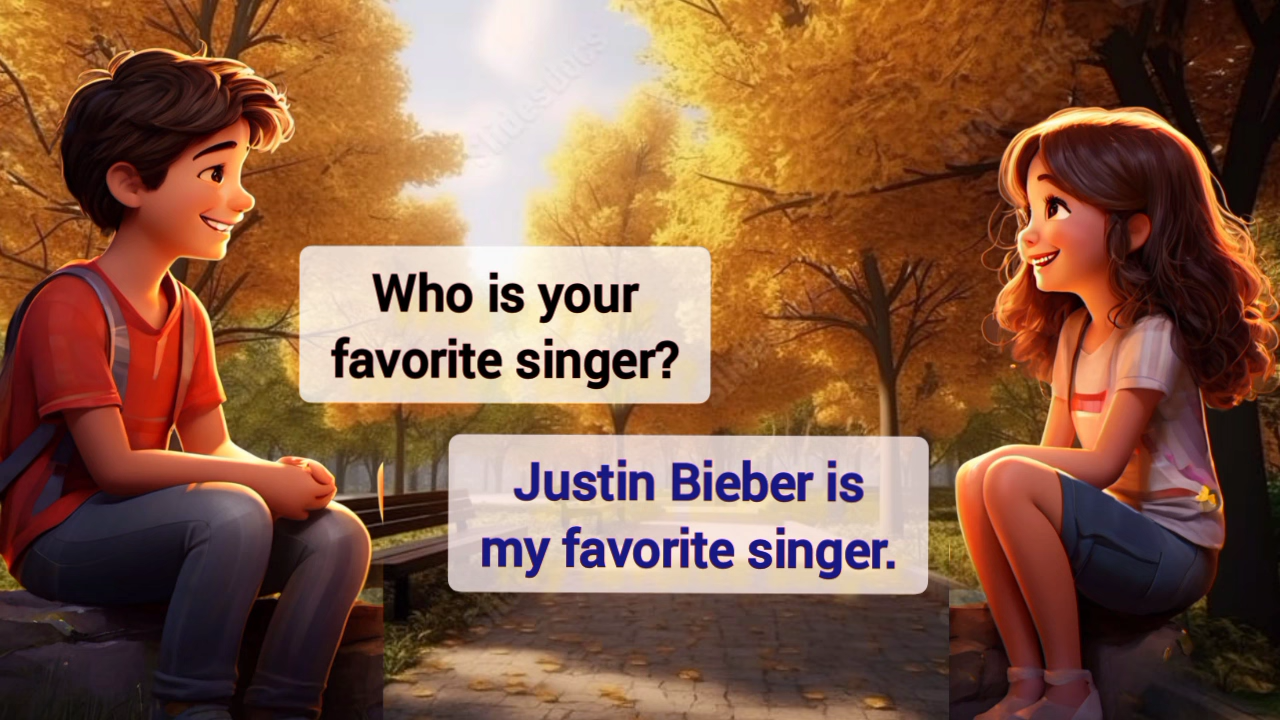 Who is your
favorite singer?
Justin Bieber is
my favorite singer.